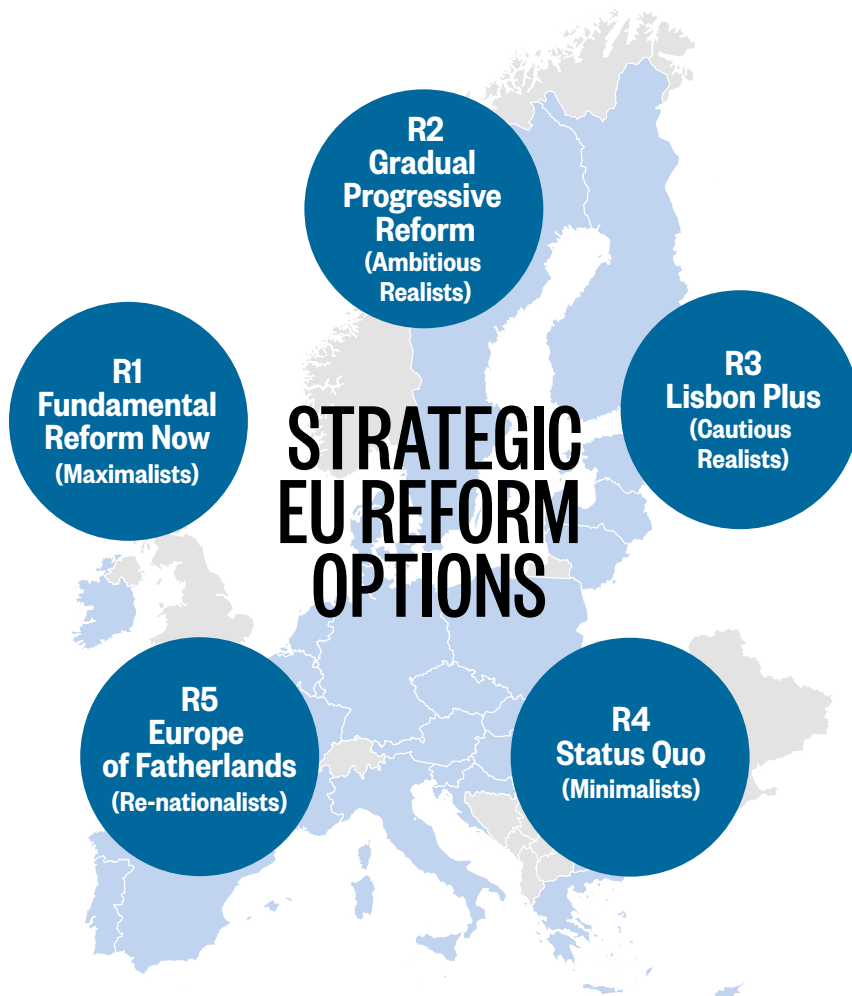 R2
Gradual
Progressive
Reform
(Ambitious
Realists)
R1
Fundamental
Reform Now
(Maximalists)
R3
Lisbon Plus
(Cautious
Realists)
STRATEGIC
EU REFORM
OPTIONS
R5
Europe
of Fatherlands
(Re-nationalists)
R4
Status Quo
(Minimalists)